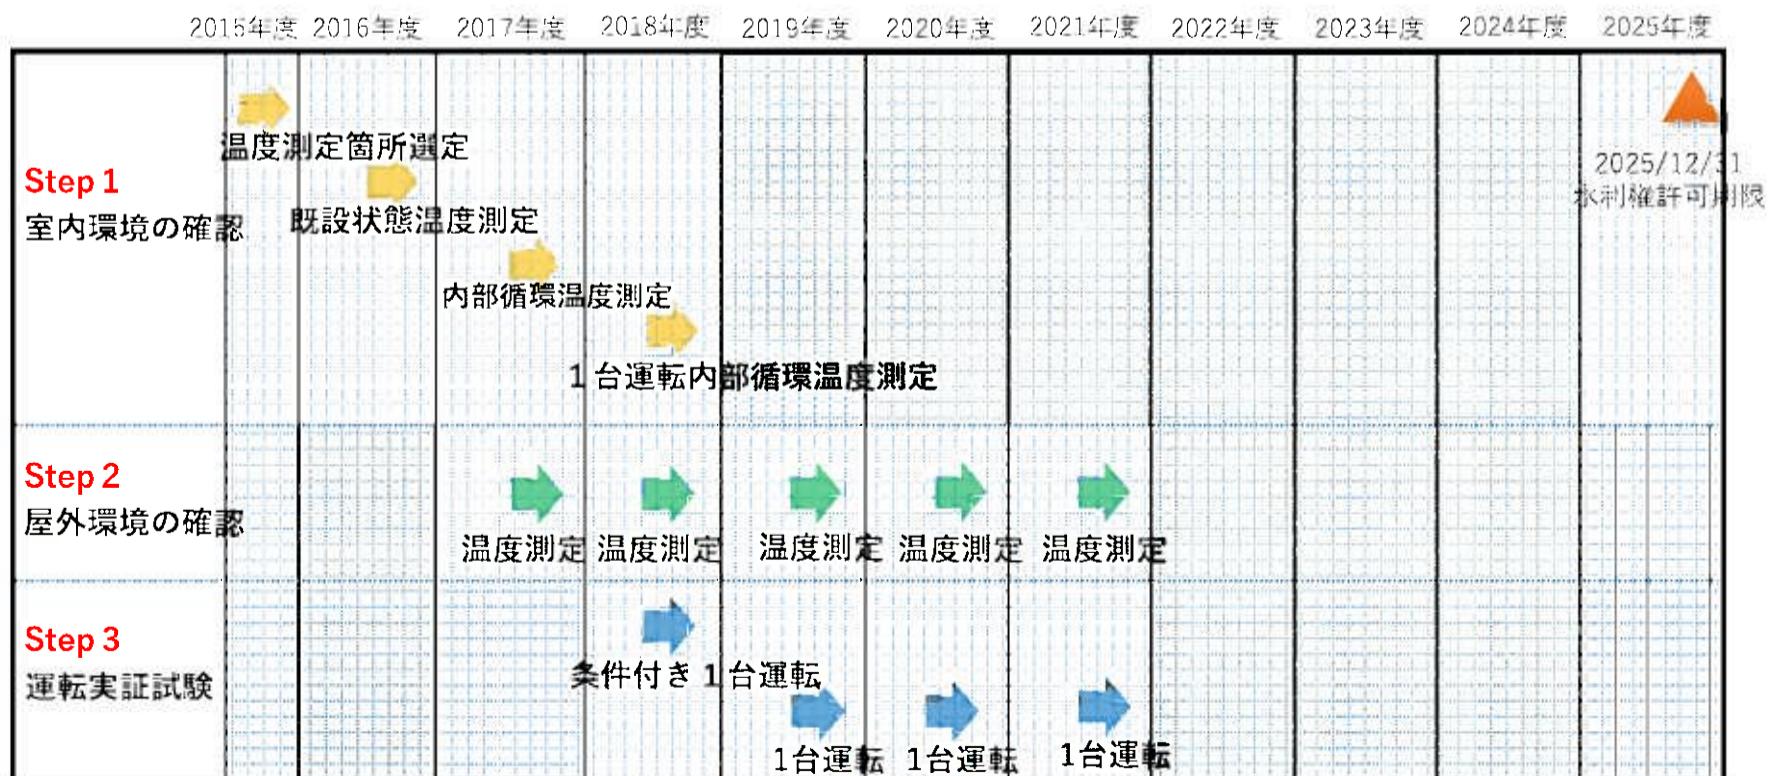 2015年度 2016年度 2017年度 2018年度 2019年度 2020年度 2021年度 2022年度 2023年度 2024年度 2025年度
Step 1
室内環境の確認
温度測定箇所選定
既設状態温度測定
内部循環温度測定
1台運転内部循環温度測定
2025/12/31
水利権許可期限
Step 2
屋外環境の確認
温度測定 温度測定 温度測定 温度測定 温度測定
Step 3
運転実証試験
条件付き1台運転
1台運転 1台運転 1台運転